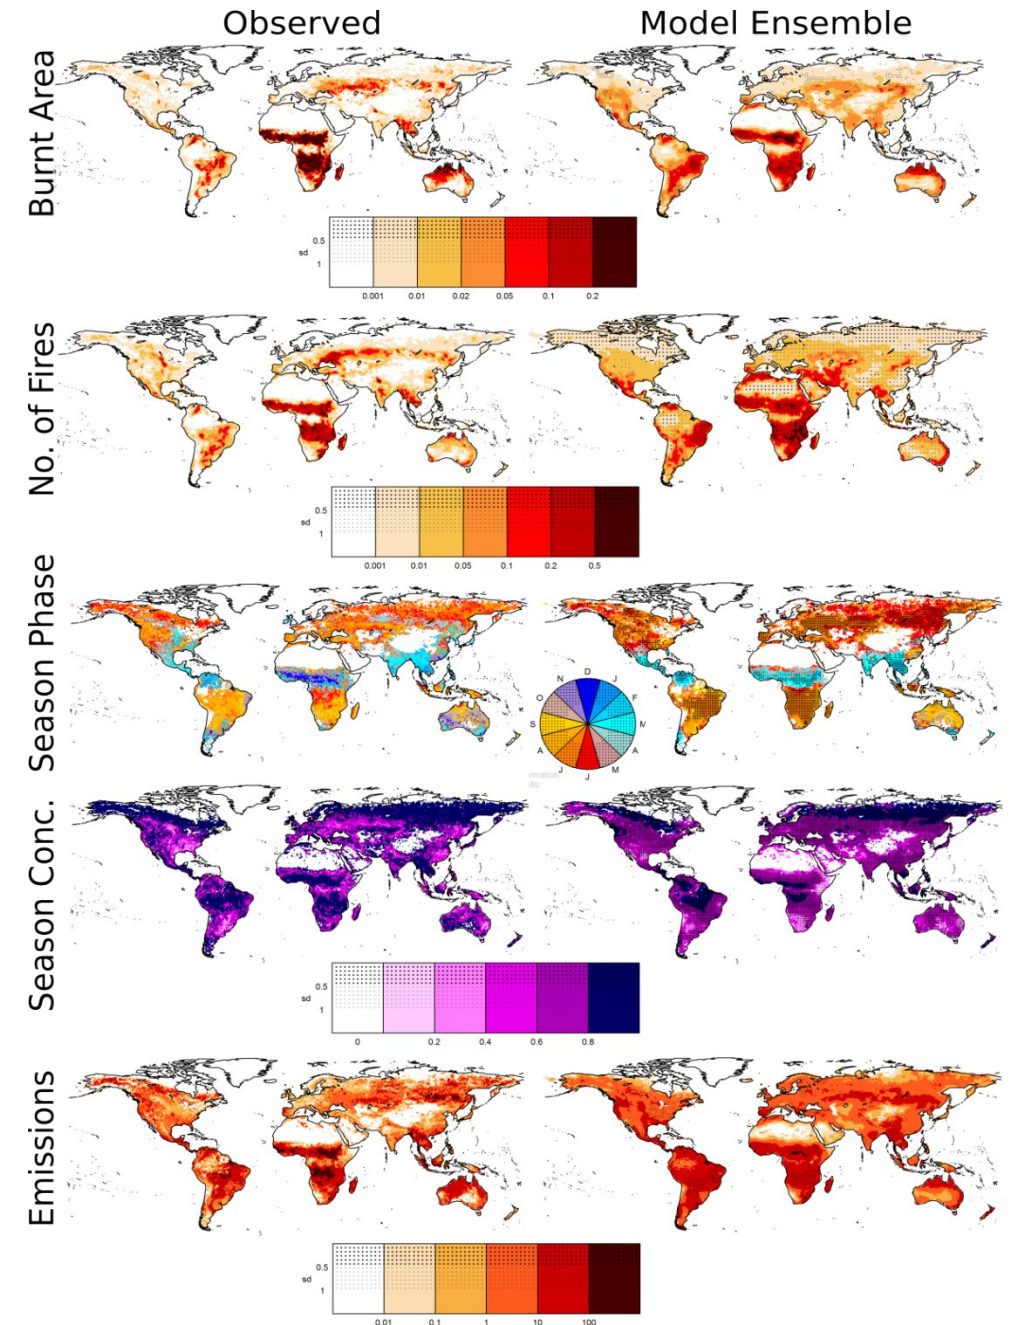 Observed
Model Ensemble
Burnt Area
0.5
sd
1
0.001 0.01 0.02 0.05 0.1 0.2
No. of Fires
0.5
sd
1
0.001 0.01 0.05 0.1 0.2 0.5
Season Phase
D
N J
O F
S M
A A
J M
J
rmation
Season Conc.
0.5
sd
1
0 0.2 0.4 0.6 0.8
Emissions
0.5
sd
1
0.01 0.1 1 10 100